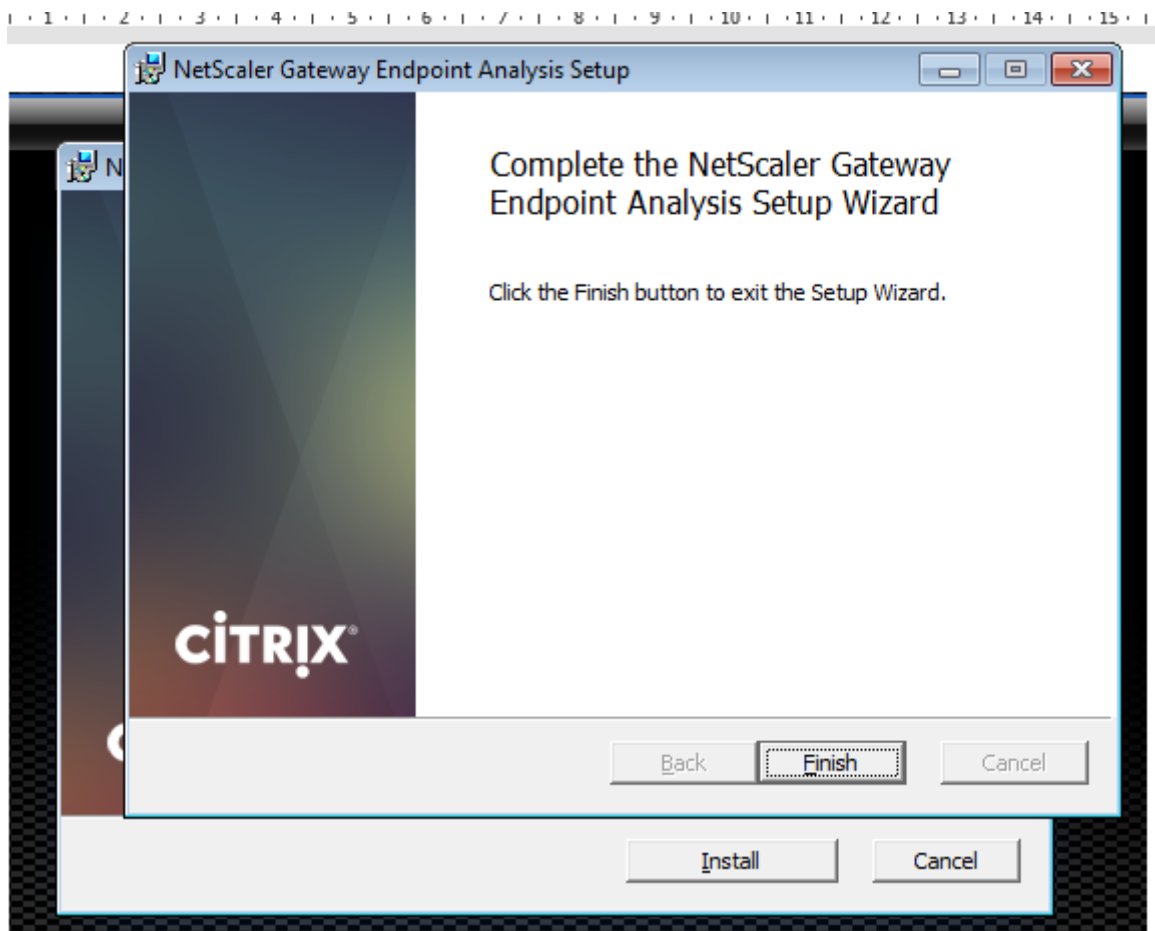 1 2 3 4 5 6 7 8 9 10 11 12 13 14 15
NetScaler Gateway Endpoint Analysis Setup
N
Complete the NetScaler Gateway
Endpoint Analysis Setup Wizard
Click the Finish button to exit the Setup Wizard.
CİTRIX®
Back Finish Cancel
Install Cancel